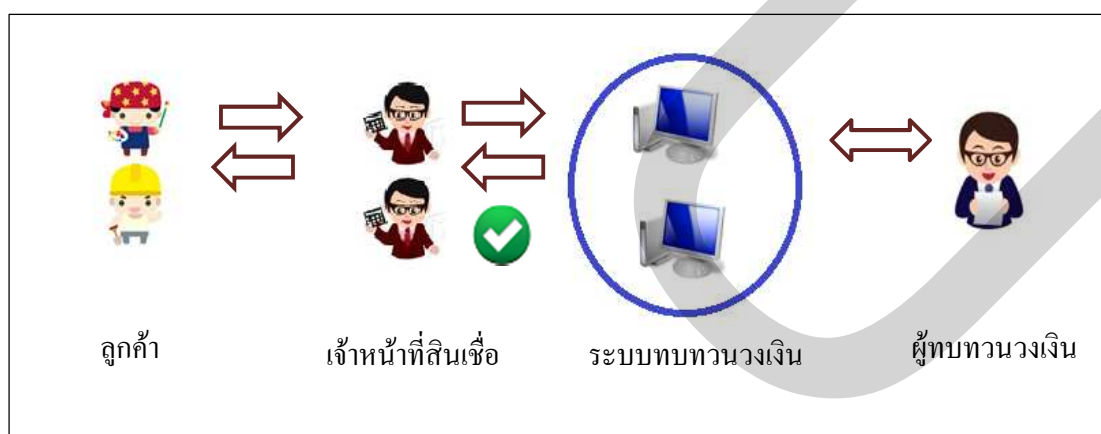 ลูกค้า
เจ้าหน้าที่สินเชื่อ
ระบบทบทวนวงเงิน
ผู้ทบทวนวงเงิน